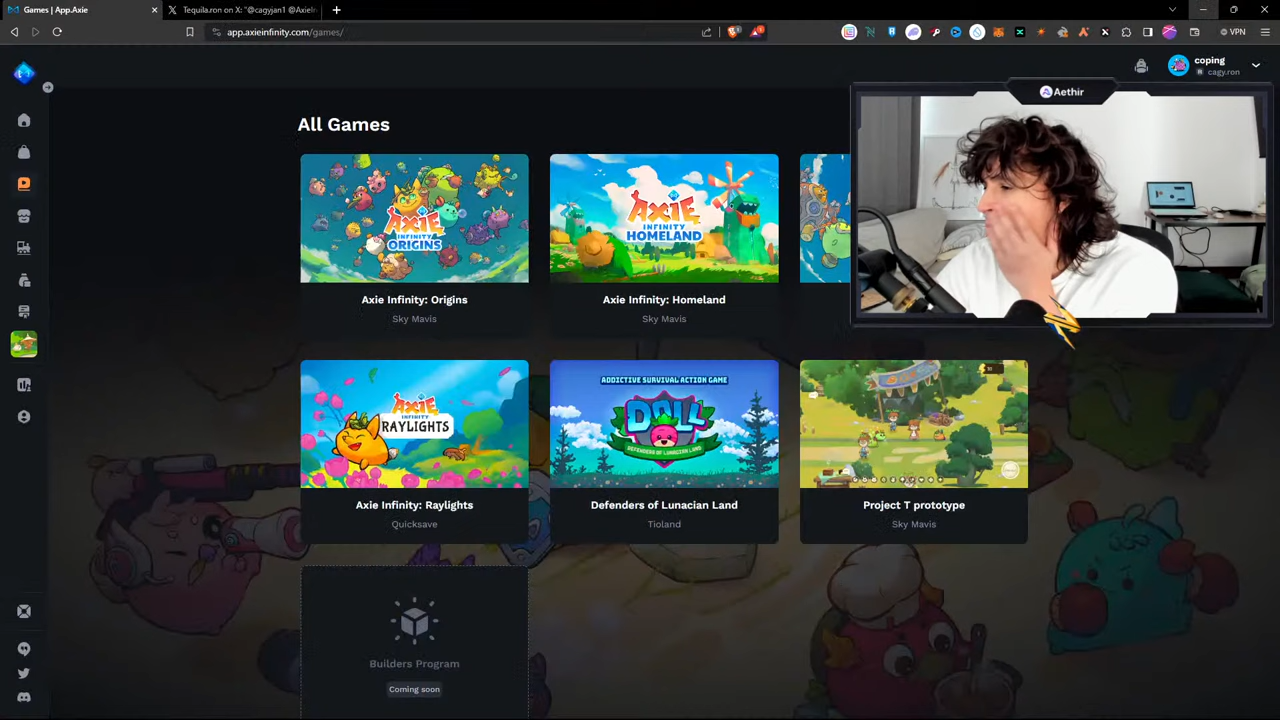 Games | App.Axie
Tequila.ron on X: "@cagyjan1 @AxieIn
app.axieinfinity.com/games/
VPN
coping
cagy.ron
Aethir
All Games
AXIE
INFINITY
ORIGINS
AXIE
INFINITY
HOMELAND
Axie Infinity: Origins
Sky Mavis
Axie Infinity: Homeland
Sky Mavis
AXIE
INFINITY
RAYLIGHTS
ADDICTIVE SURVIVAL ACTION GAME
DOLL
DEFENDERS OF LUNACIAN LAND
Axie Infinity: Raylights
Quicksave
Defenders of Lunacian Land
Tioland
Project T prototype
Sky Mavis
Builders Program
Coming soon